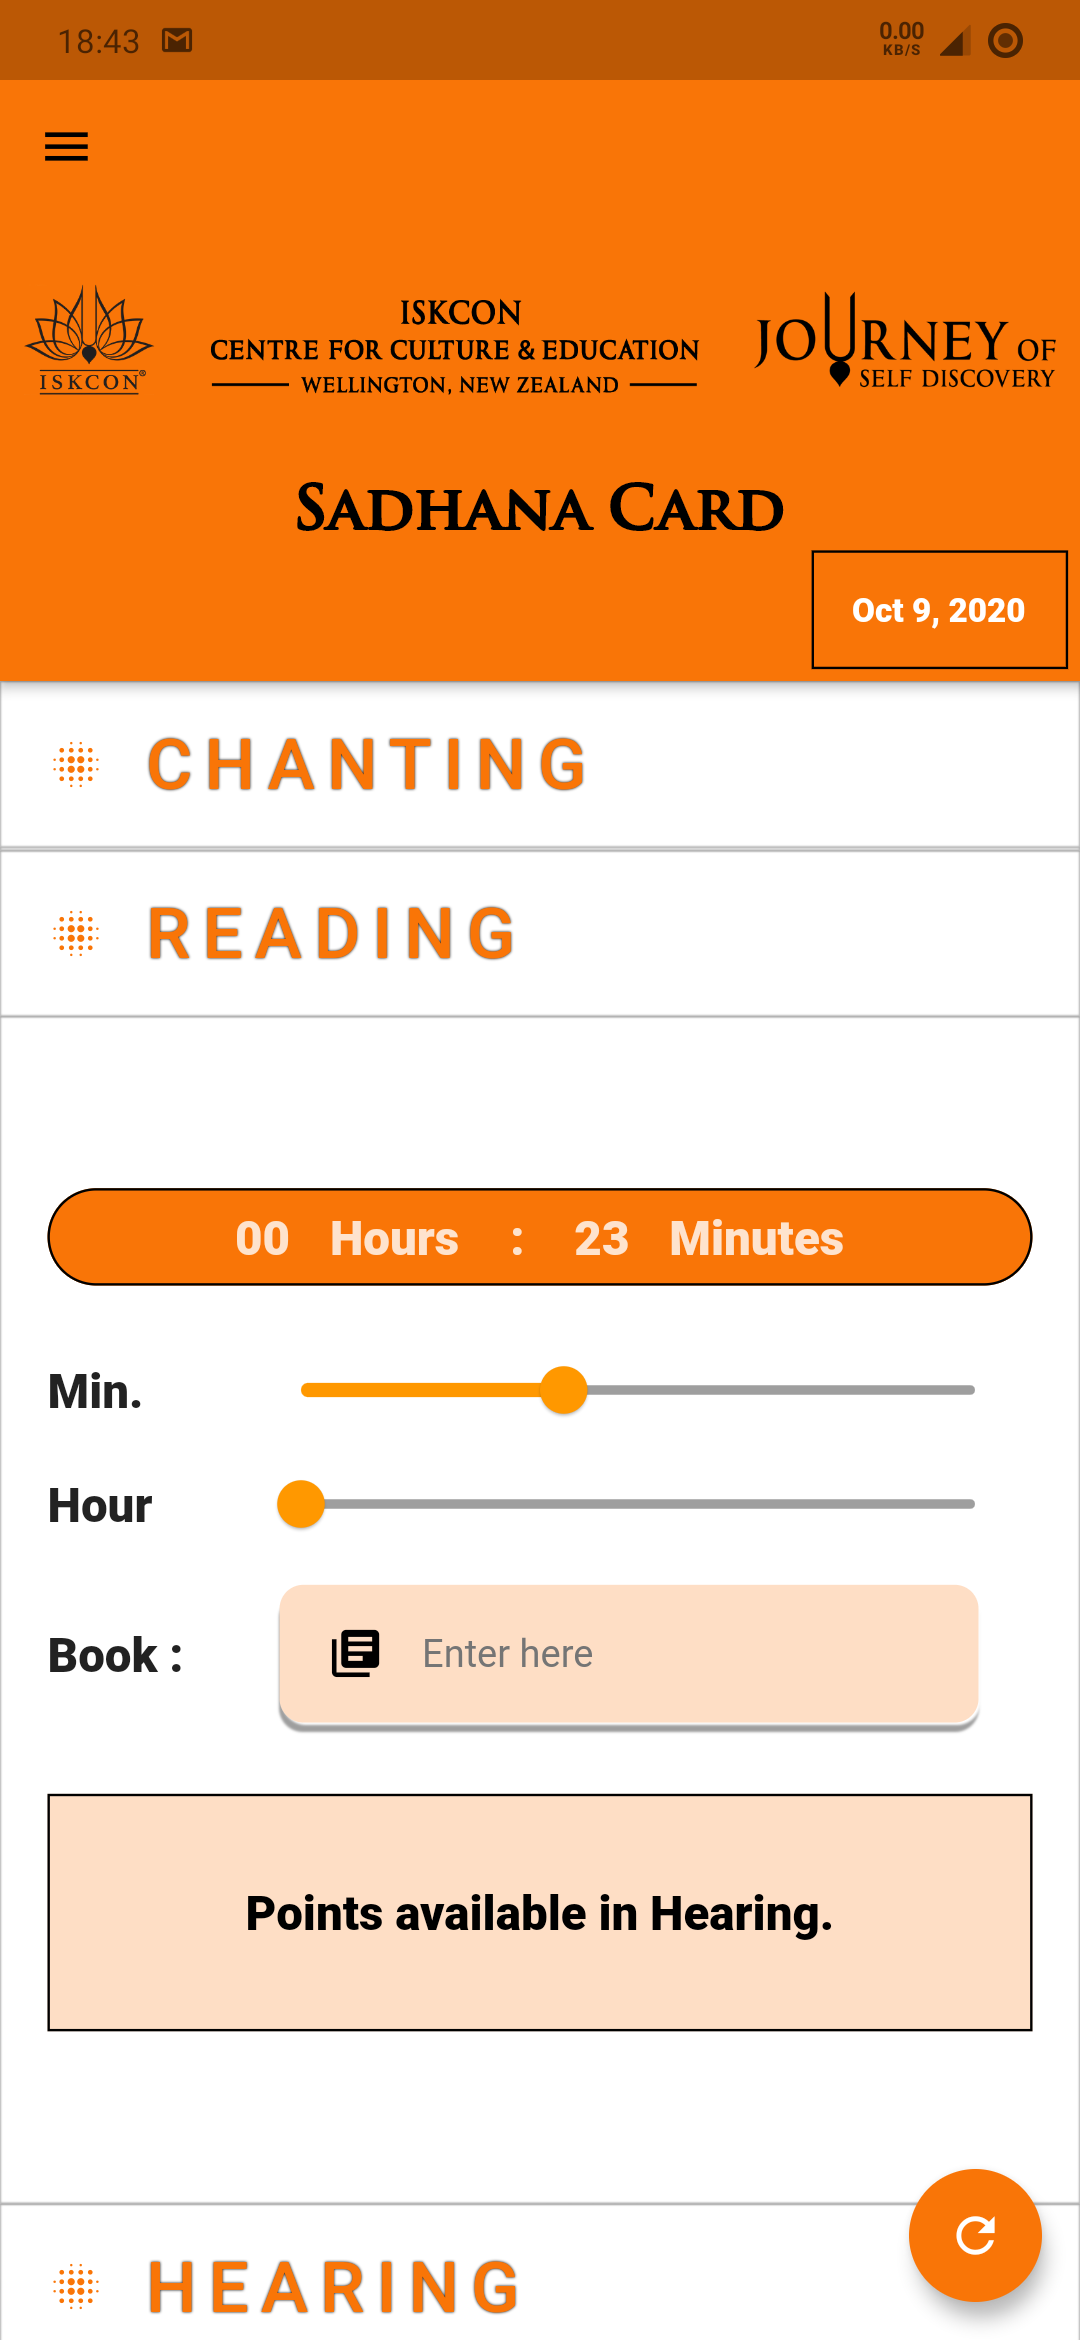 18:43
0.00
KB/S
ISKCON
CENTRE FOR CULTURE & EDUCATION
WELLINGTON, NEW ZEALAND
ISKCON®
JOURNEY OF
SELF DISCOVERY
SADHANA CARD
Oct 9, 2020
CHANTING
READING
00 Hours : 23 Minutes
Min.
Hour
Book :
Enter here
Points available in Hearing.
HEARING